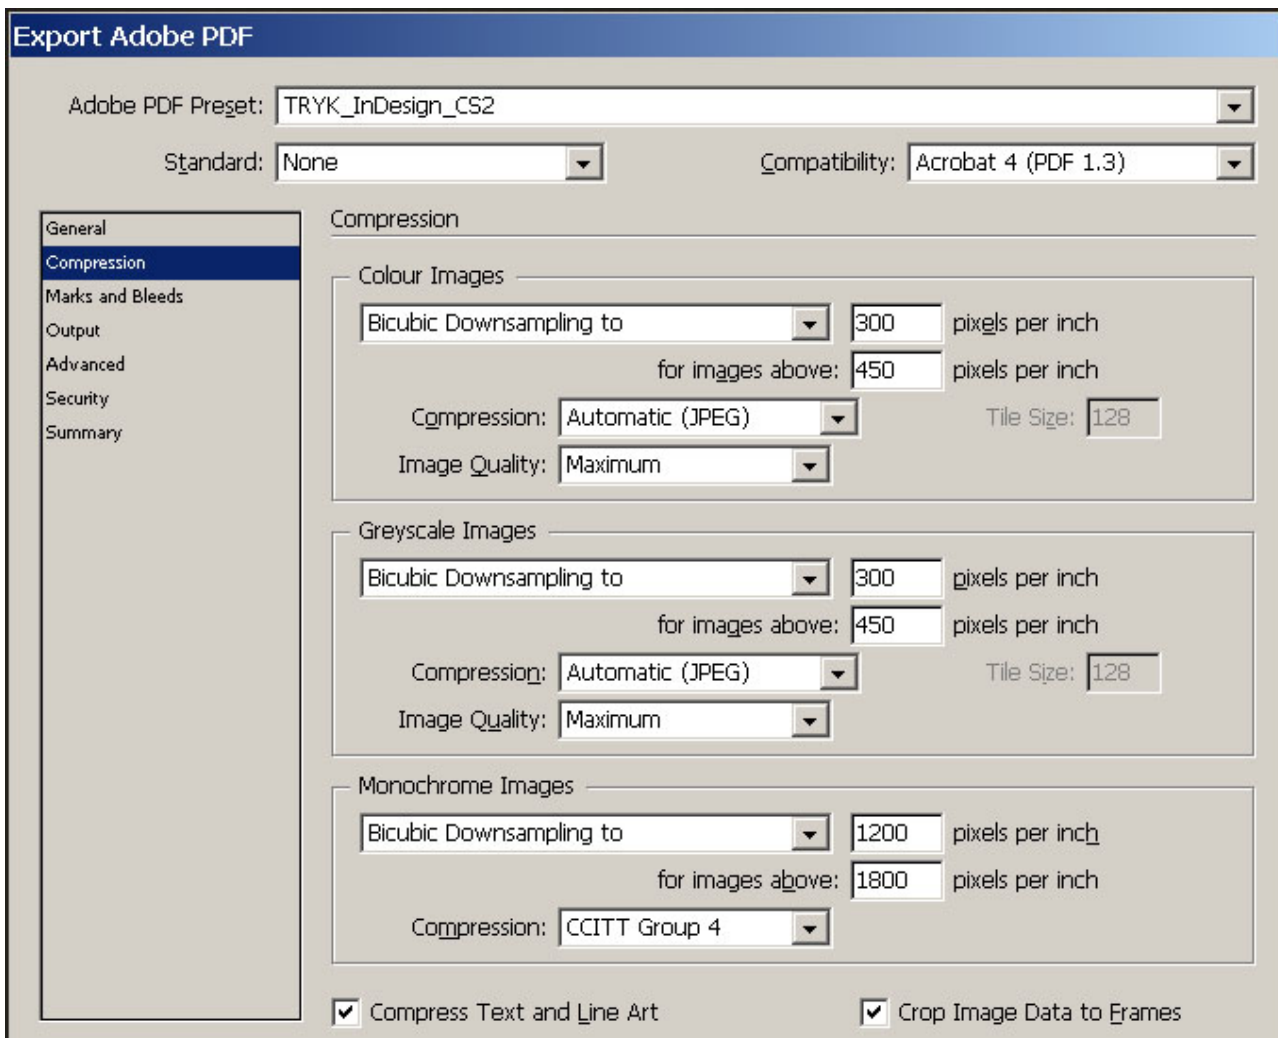 Export Adobe PDF
Adobe PDF Preset: TRYK_InDesign_CS2
Standard: None Compatibility: Acrobat 4 (PDF 1.3)
General
Compression
Marks and Bleeds
Output
Advanced
Security
Summary
Compression
Colour Images
Bicubic Downsampling to 300 pixels per inch
for images above: 450 pixels per inch
Compression: Automatic (JPEG) Tile Size: 128
Image Quality: Maximum
Greyscale Images
Bicubic Downsampling to 300 pixels per inch
for images above: 450 pixels per inch
Compression: Automatic (JPEG) Tile Size: 128
Image Quality: Maximum
Monochrome Images
Bicubic Downsampling to 1200 pixels per inch
for images above: 1800 pixels per inch
Compression: CCITT Group 4
Compress Text and Line Art Crop Image Data to Frames